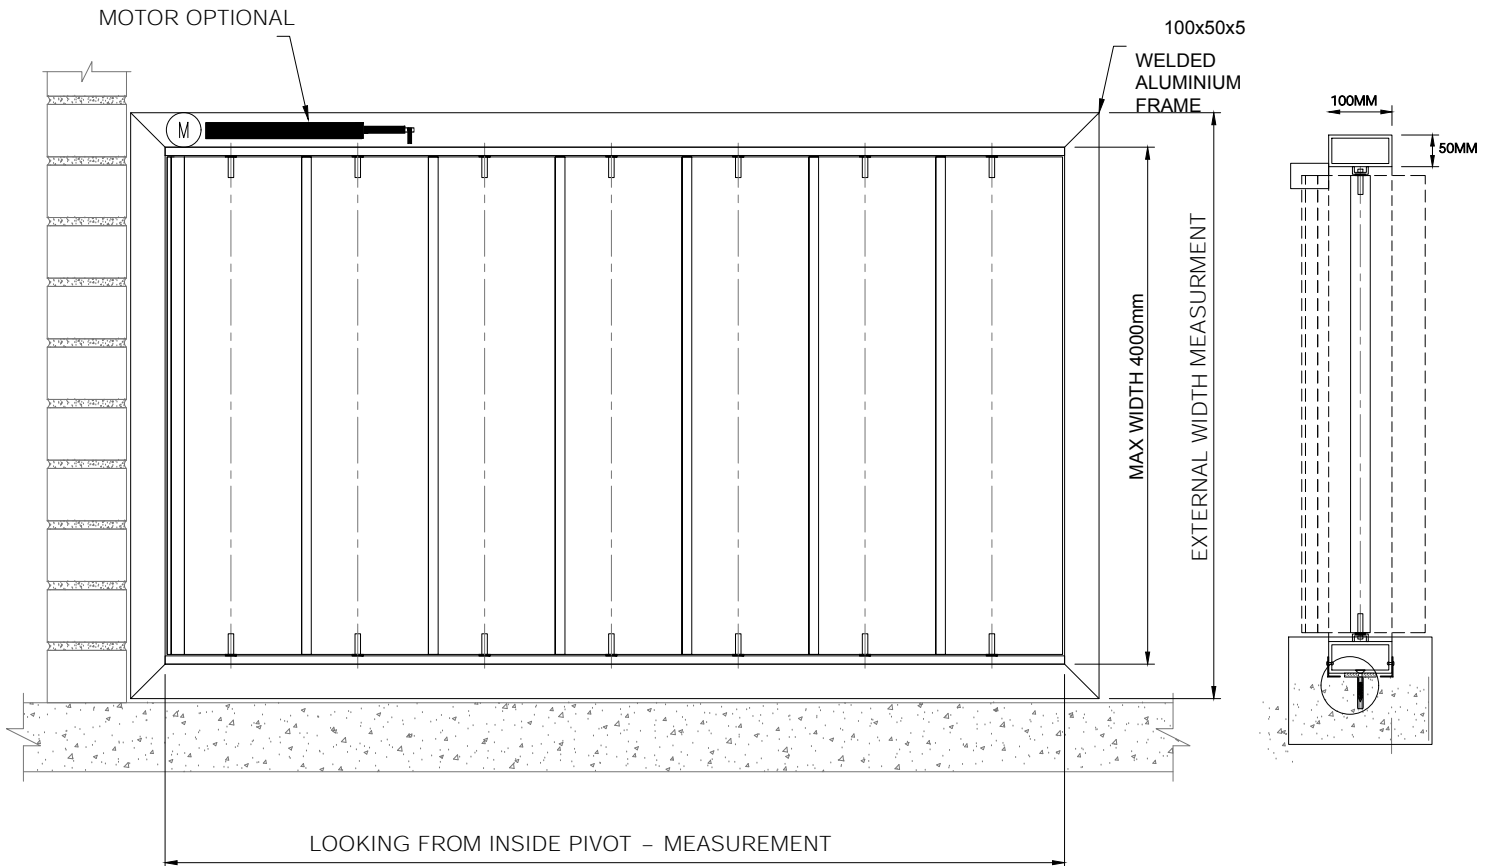 MOTOR OPTIONAL
100x50x5
WELDED
ALUMINIUM
FRAME
M
100MM
50MM
MAX WIDTH 4000mm
EXTERNAL WIDTH MEASURMENT
LOOKING FROM INSIDE PIVOT – MEASUREMENT